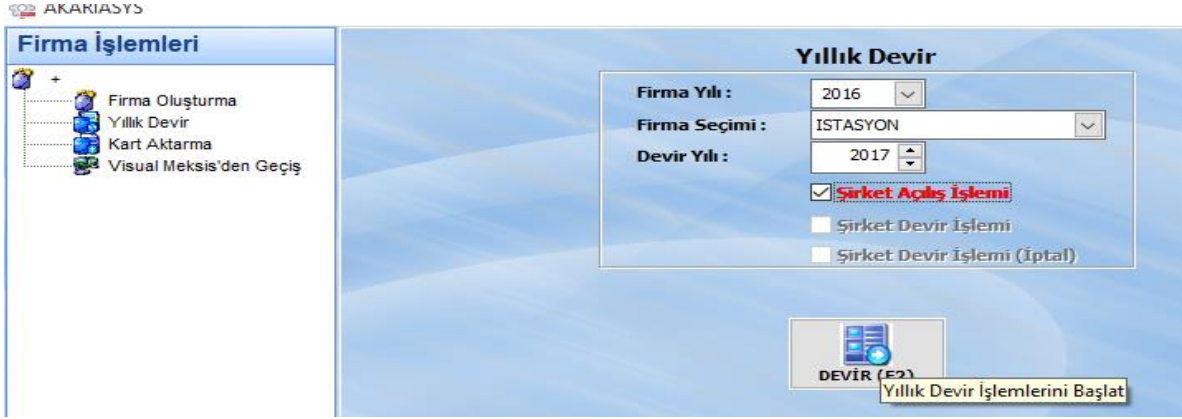 AKARIASYS
Firma İşlemleri
+
Firma Oluşturma
Yıllık Devir
Kart Aktarma
Visual Meksis'den Geçiş
Yıllık Devir
Firma Yılı : 2016
Firma Seçimi : ISTASYON
Devir Yılı : 2017
Şirket Açılış İşlemi
Şirket Devir İşlemi
Şirket Devir İşlemi (İptal)
DEVİR (F2)
Yıllık Devir İşlemlerini Başlat